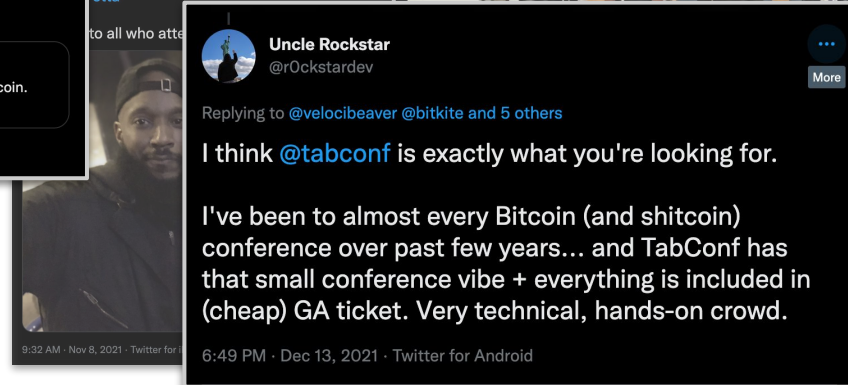 to all who atte
coin.
Uncle Rockstar
@r0ckstardev
More
Replying to @velocibeaver @bitkite and 5 others
I think @tabconf is exactly what you're looking for.
I've been to almost every Bitcoin (and shitcoin)
conference over past few years... and TabConf has
that small conference vibe + everything is included in
(cheap) GA ticket. Very technical, hands-on crowd.
6:49 PM · Dec 13, 2021 · Twitter for Android
9:32 AM · Nov 8, 2021 · Twitter for i